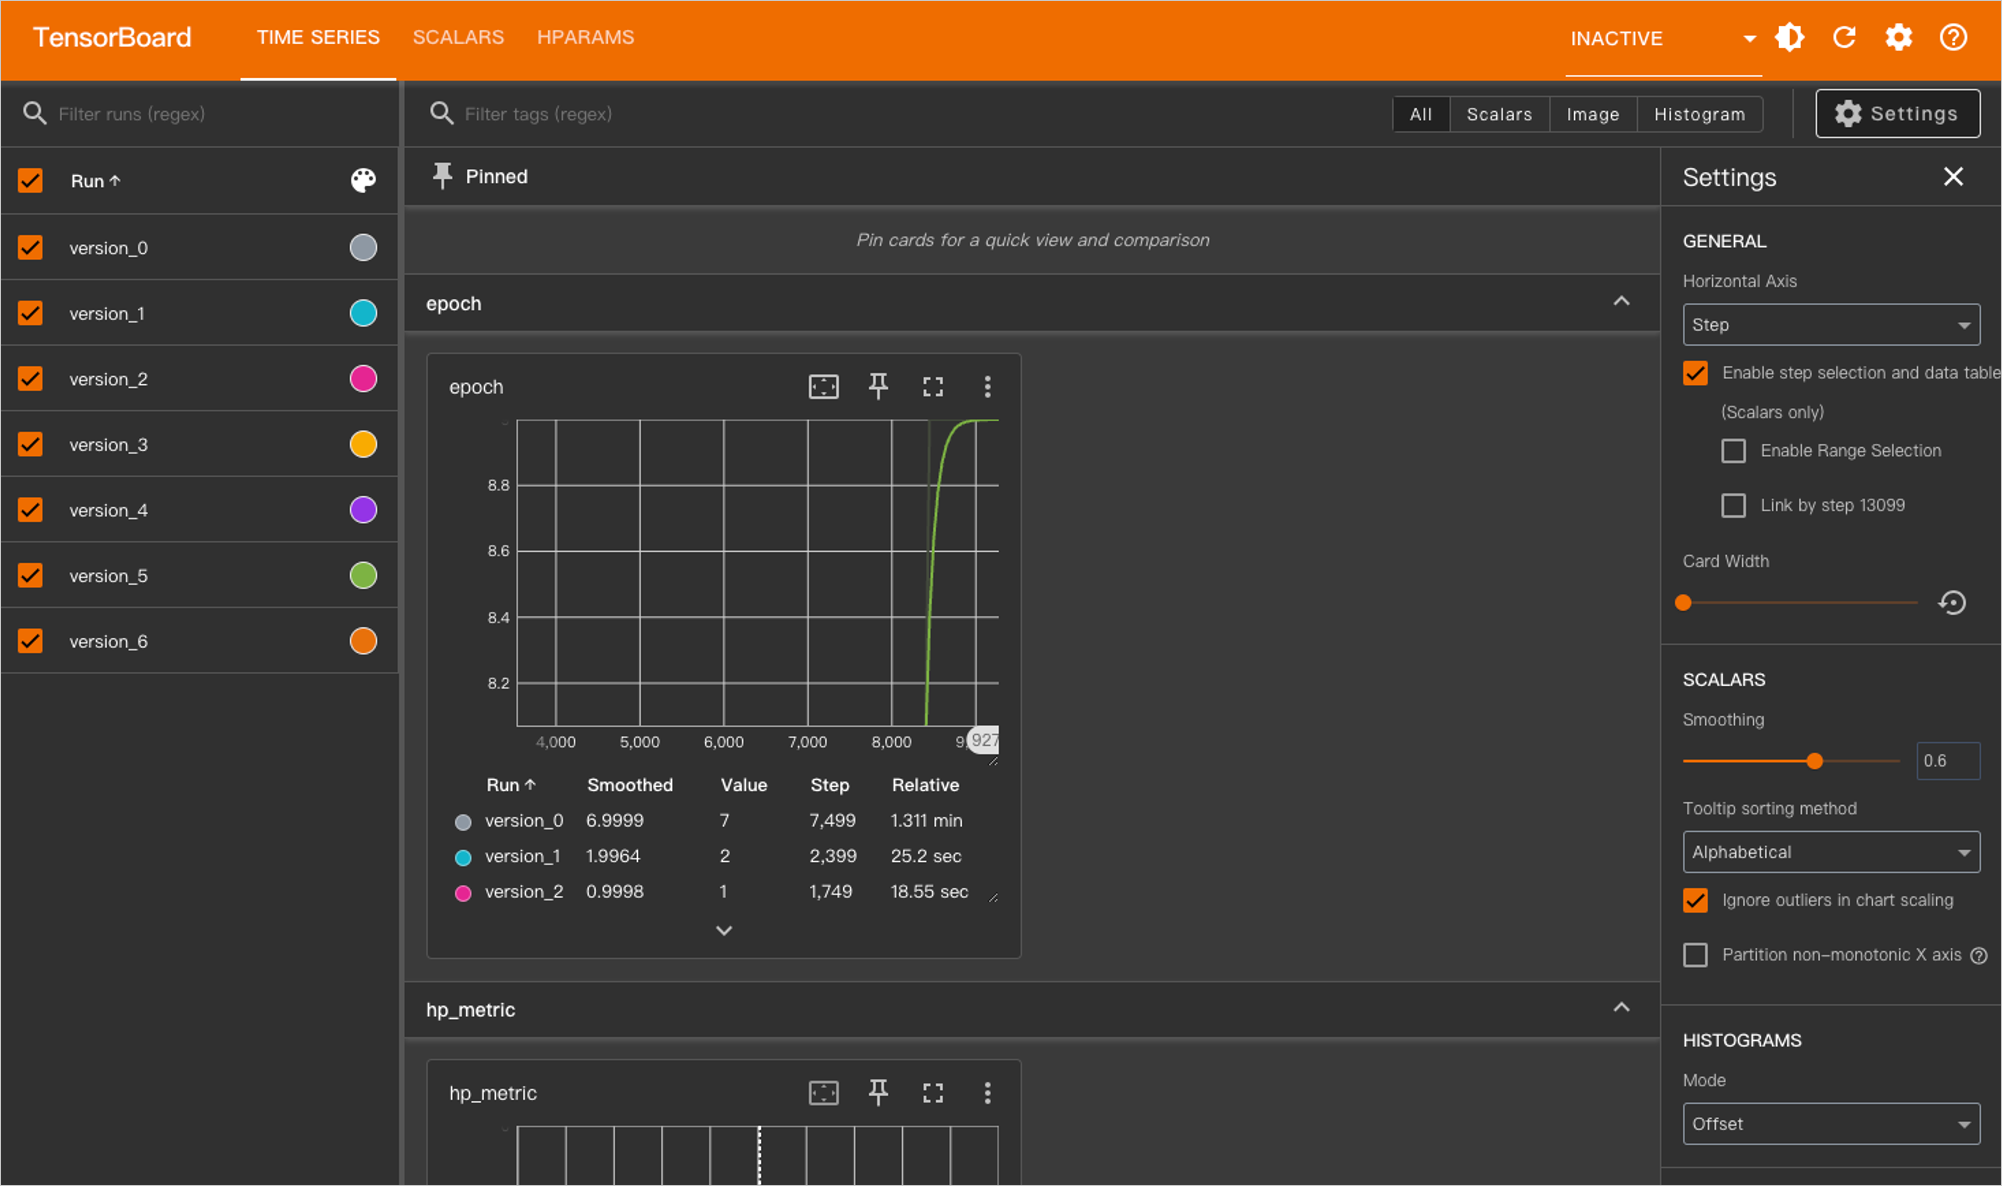 TensorBoard
TIME SERIES
SCALARS
HPARAMS
INACTIVE
Filter runs (regex)
Filter tags (regex)
All
Scalars
Image
Histogram
Settings
Run ↑
version_0
version_1
version_2
version_3
version_4
version_5
version_6
Pinned
Pin cards for a quick view and comparison
epoch
epoch
8.8
8.6
8.4
8.2
4,000 5,000 6,000 7,000 8,000 9, 927
Run ↑ Smoothed Value Step Relative
version_0 6.9999 7 7,499 1.311 min
version_1 1.9964 2 2,399 25.2 sec
version_2 0.9998 1 1,749 18.55 sec
hp_metric
hp_metric
Settings
GENERAL
Horizontal Axis
Step
Enable step selection and data table
(Scalars only)
Enable Range Selection
Link by step 13099
Card Width
SCALARS
Smoothing
0.6
Tooltip sorting method
Alphabetical
Ignore outliers in chart scaling
Partition non-monotonic X axis
HISTOGRAMS
Mode
Offset